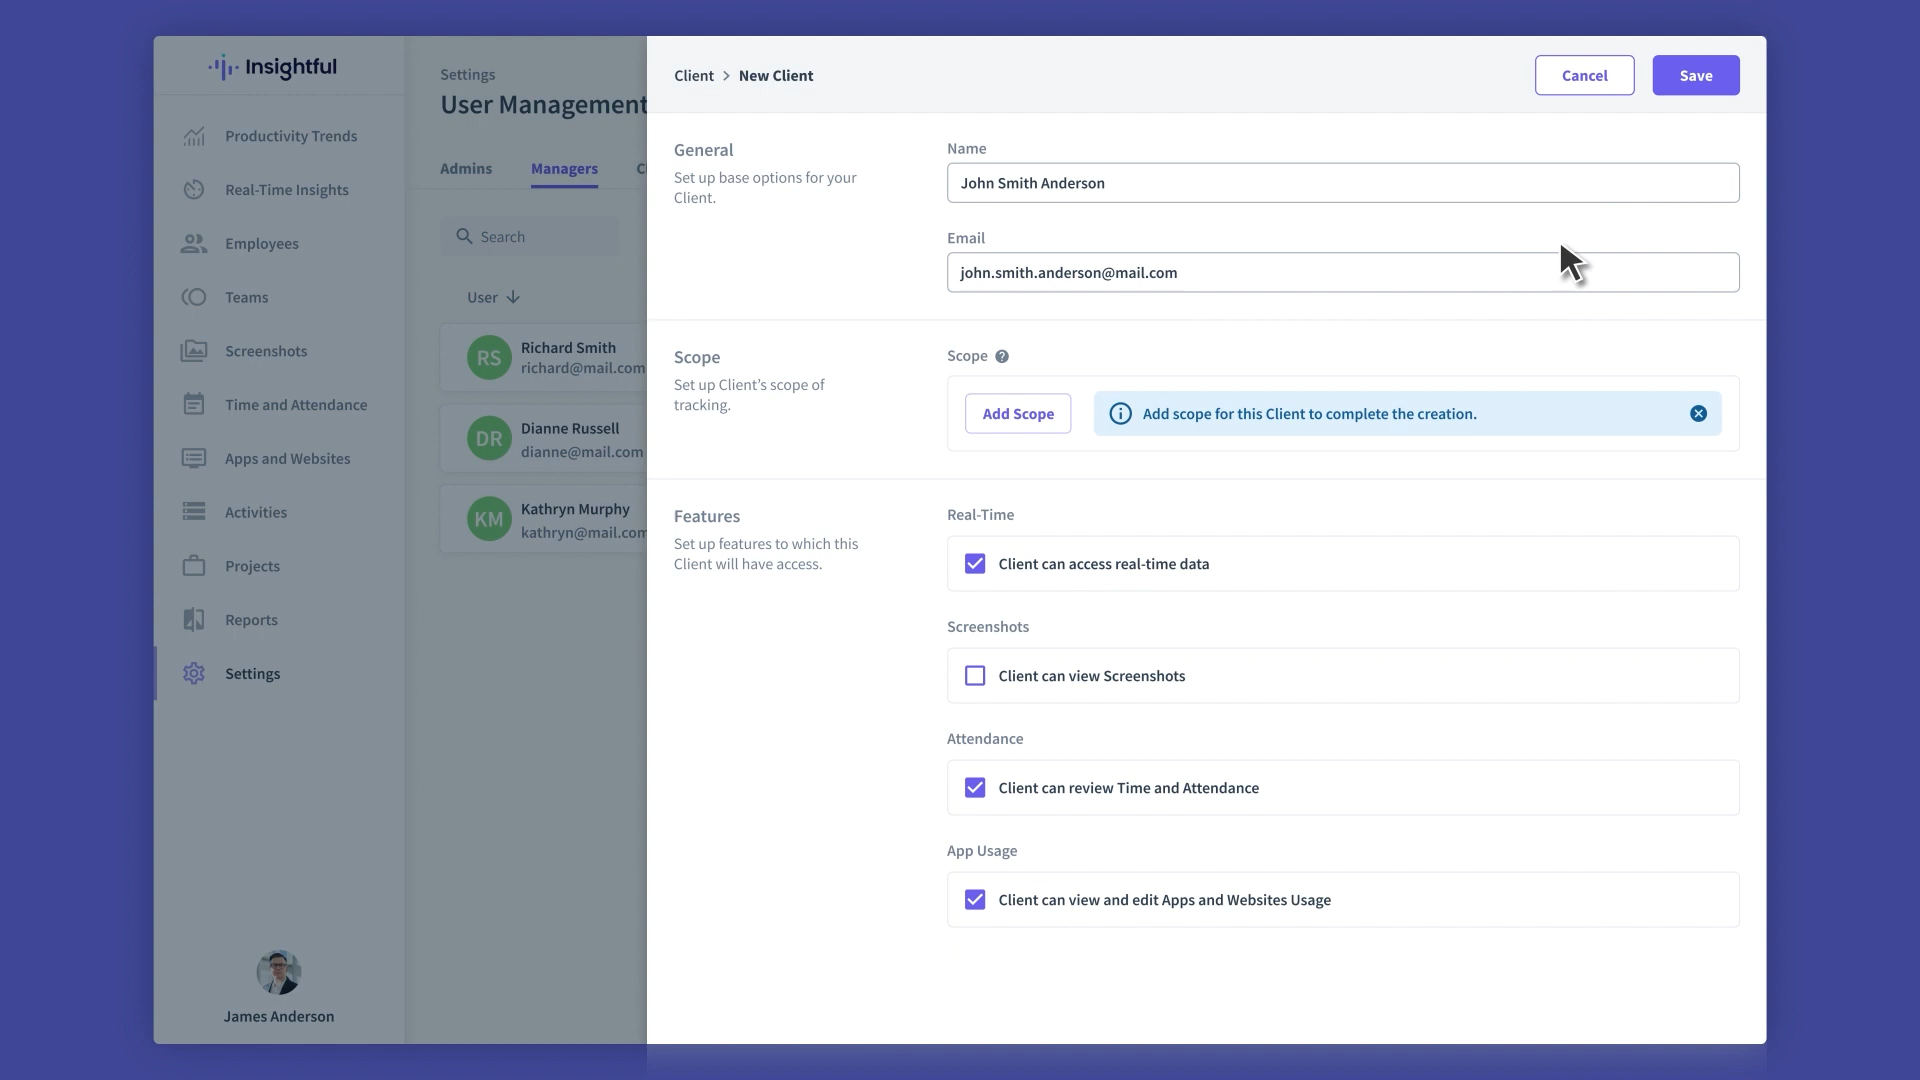 Insightful
Productivity Trends
Real-Time Insights
Employees
Teams
Screenshots
Time and Attendance
Apps and Websites
Activities
Projects
Reports
Settings
James Anderson
Settings
User Management
Admins
Managers
Search
User
RS
Richard Smith
richard@mail.com
DR
Dianne Russell
dianne@mail.com
KM
Kathryn Murphy
kathryn@mail.com
Client > New Client
Cancel
Save
General
Set up base options for your
Client.
Name
John Smith Anderson
Email
john.smith.anderson@mail.com
Scope
Set up Client’s scope of
tracking.
Scope
Add Scope
Add scope for this Client to complete the creation.
Features
Set up features to which this
Client will have access.
Real-Time
Client can access real-time data
Screenshots
Client can view Screenshots
Attendance
Client can review Time and Attendance
App Usage
Client can view and edit Apps and Websites Usage